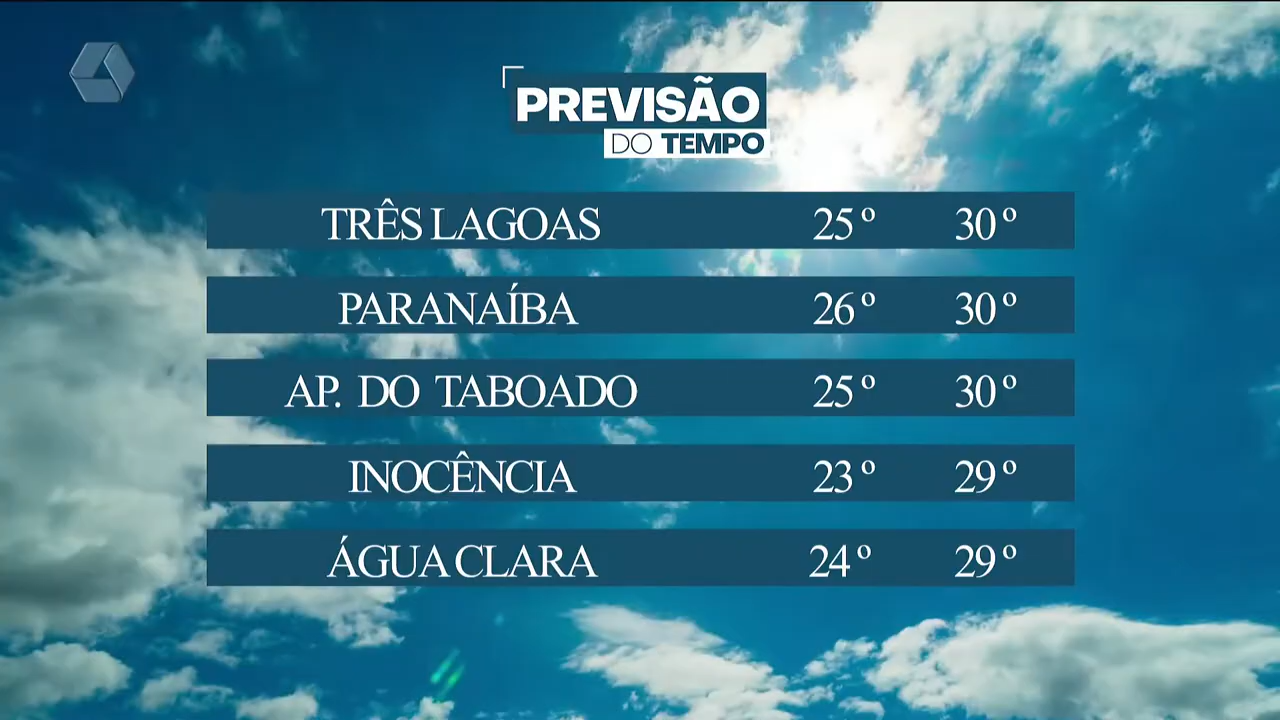 PREVISÃO
DO TEMPO
TRÊS LAGOAS 25º 30º
PARANAÍBA 26º 30º
AP. DO TABOADO 25º 30º
INOCÊNCIA 23º 29º
ÁGUA CLARA 24º 29º